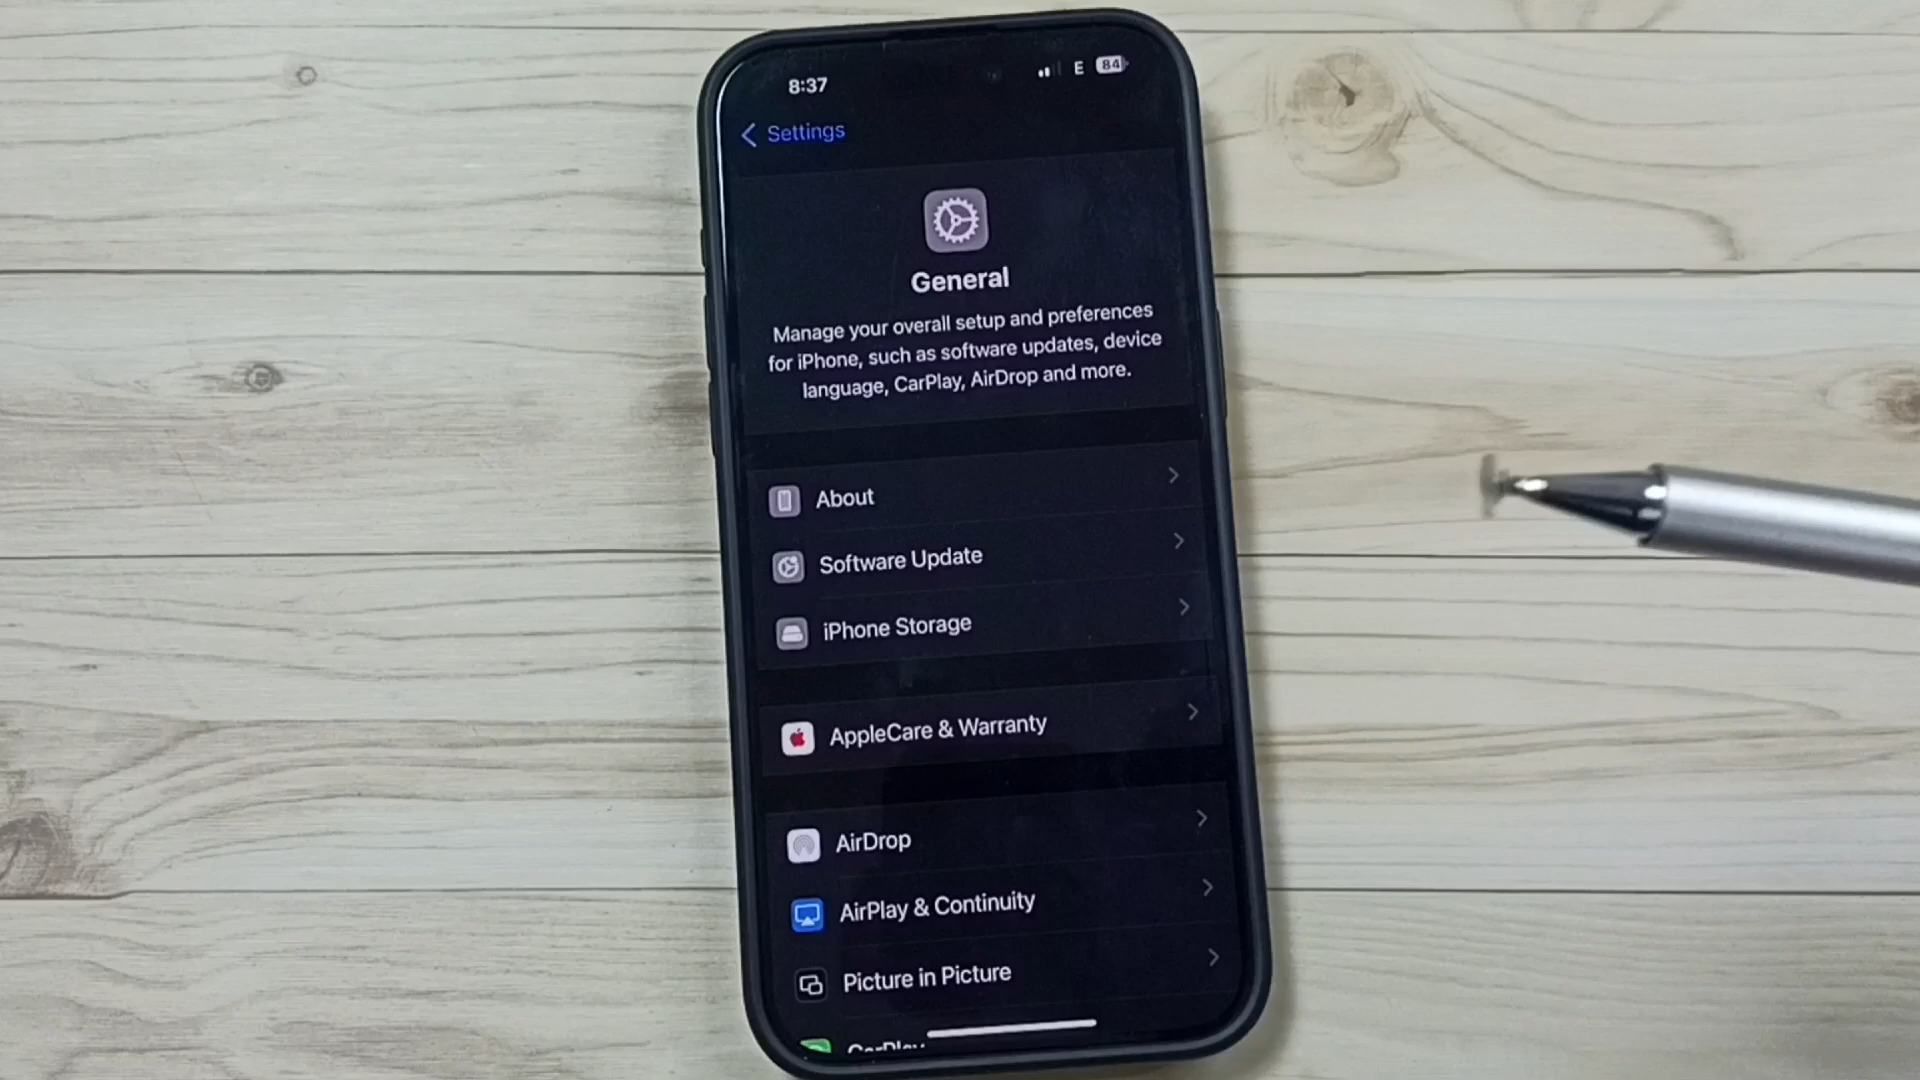 8:37
E 84
Settings
General
Manage your overall setup and preferences
for iPhone, such as software updates, device
language, CarPlay, AirDrop and more.
About
Software Update
iPhone Storage
AppleCare & Warranty
AirDrop
AirPlay & Continuity
Picture in Picture
CarPlay